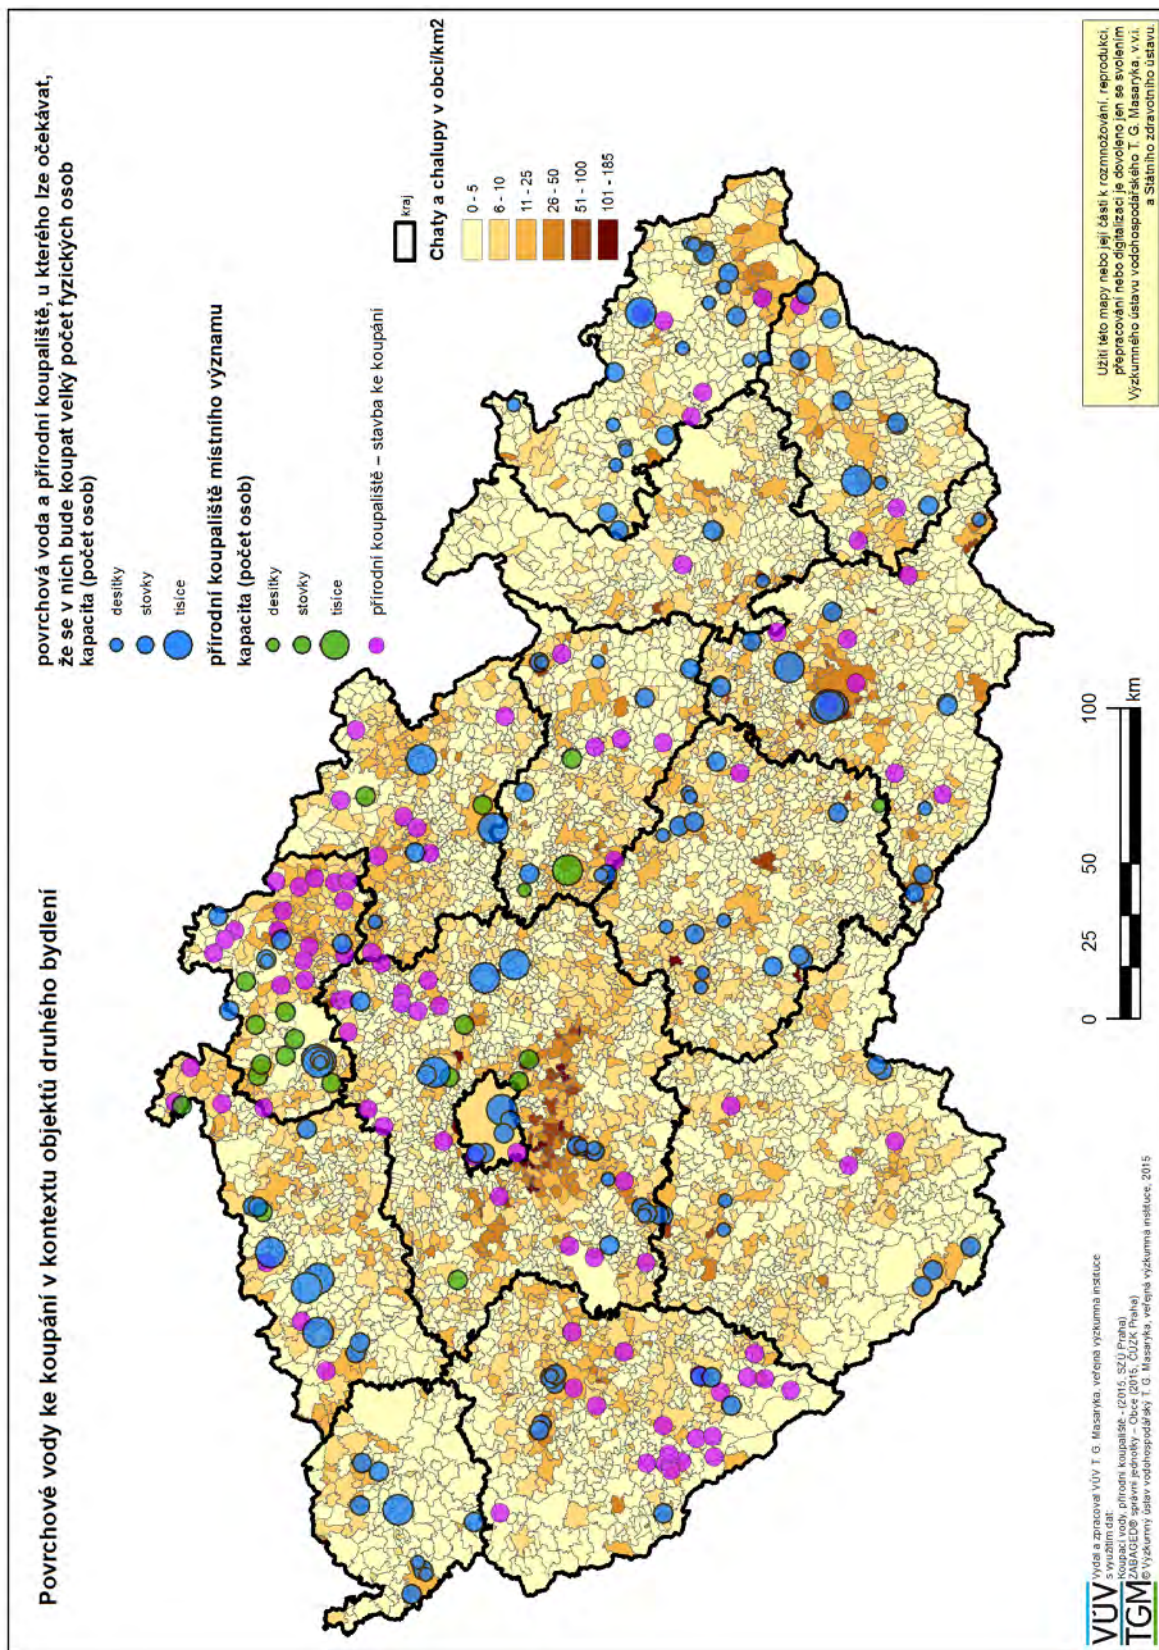 Povrchové vody ke koupání v kontextu objektů druhého bydlení
povrchová voda a přírodní koupaliště, u kterého lze očekávat,
že se v nich bude koupat velký počet fyzických osob
kapacita (počet osob)
desítky
stovky
tisíce
přírodní koupaliště místního významu
kapacita (počet osob)
desítky
stovky
tisíce
přírodní koupaliště – stavba ke koupání
kraj
Chaty a chalupy v obci/km2
0 - 5
6 - 10
11 - 25
26 - 50
51 - 100
101 - 185
0
25
50
100
km
VÚV
TGM
Vydal a zpracoval VÚV T. G. Masaryka, veřejná výzkumná instituce
s využitím dat:
Koupací vody, přírodní koupaliště - (2015, SZÚ Praha)
ZABAGED® správní jednotky – Obce (2015, ČÚZK Praha)
© Výzkumný ústav vodohospodářský T. G. Masaryka, veřejná výzkumná instituce, 2015
Užití této mapy nebo její části k rozmnožování, reprodukci,
přepracování nebo digitalizaci je dovoleno jen se svolením
Výzkumného ústavu vodohospodářského T. G. Masaryka, v.v.i.
a Státního zdravotního ústavu.